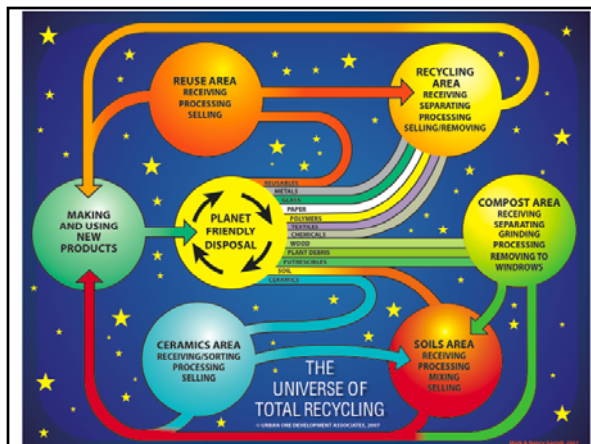 REUSE AREA
RECEIVING
PROCESSING
SELLING
RECYCLING
AREA
RECEIVING
SEPARATING
PROCESSING
SELLING/REMOVING
MAKING
AND USING
NEW
PRODUCTS
PLANET
FRIENDLY
DISPOSAL
REUSABLES
METALS
GLASS
PAPER
POLYMERS
TEXTILES
CHEMICALS
WOOD
PLANT DEBRIS
PUTRESCIBLES
SOIL
CERAMICS
COMPOST AREA
RECEIVING
SEPARATING
GRINDING
PROCESSING
REMOVING TO
WINDROWS
CERAMICS AREA
RECEIVING/SORTING
PROCESSING
SELLING
SOILS AREA
RECEIVING
PROCESSING
MIXING
SELLING
THE
UNIVERSE OF
TOTAL RECYCLING
© URBAN ORE DEVELOPMENT ASSOCIATES, 2007